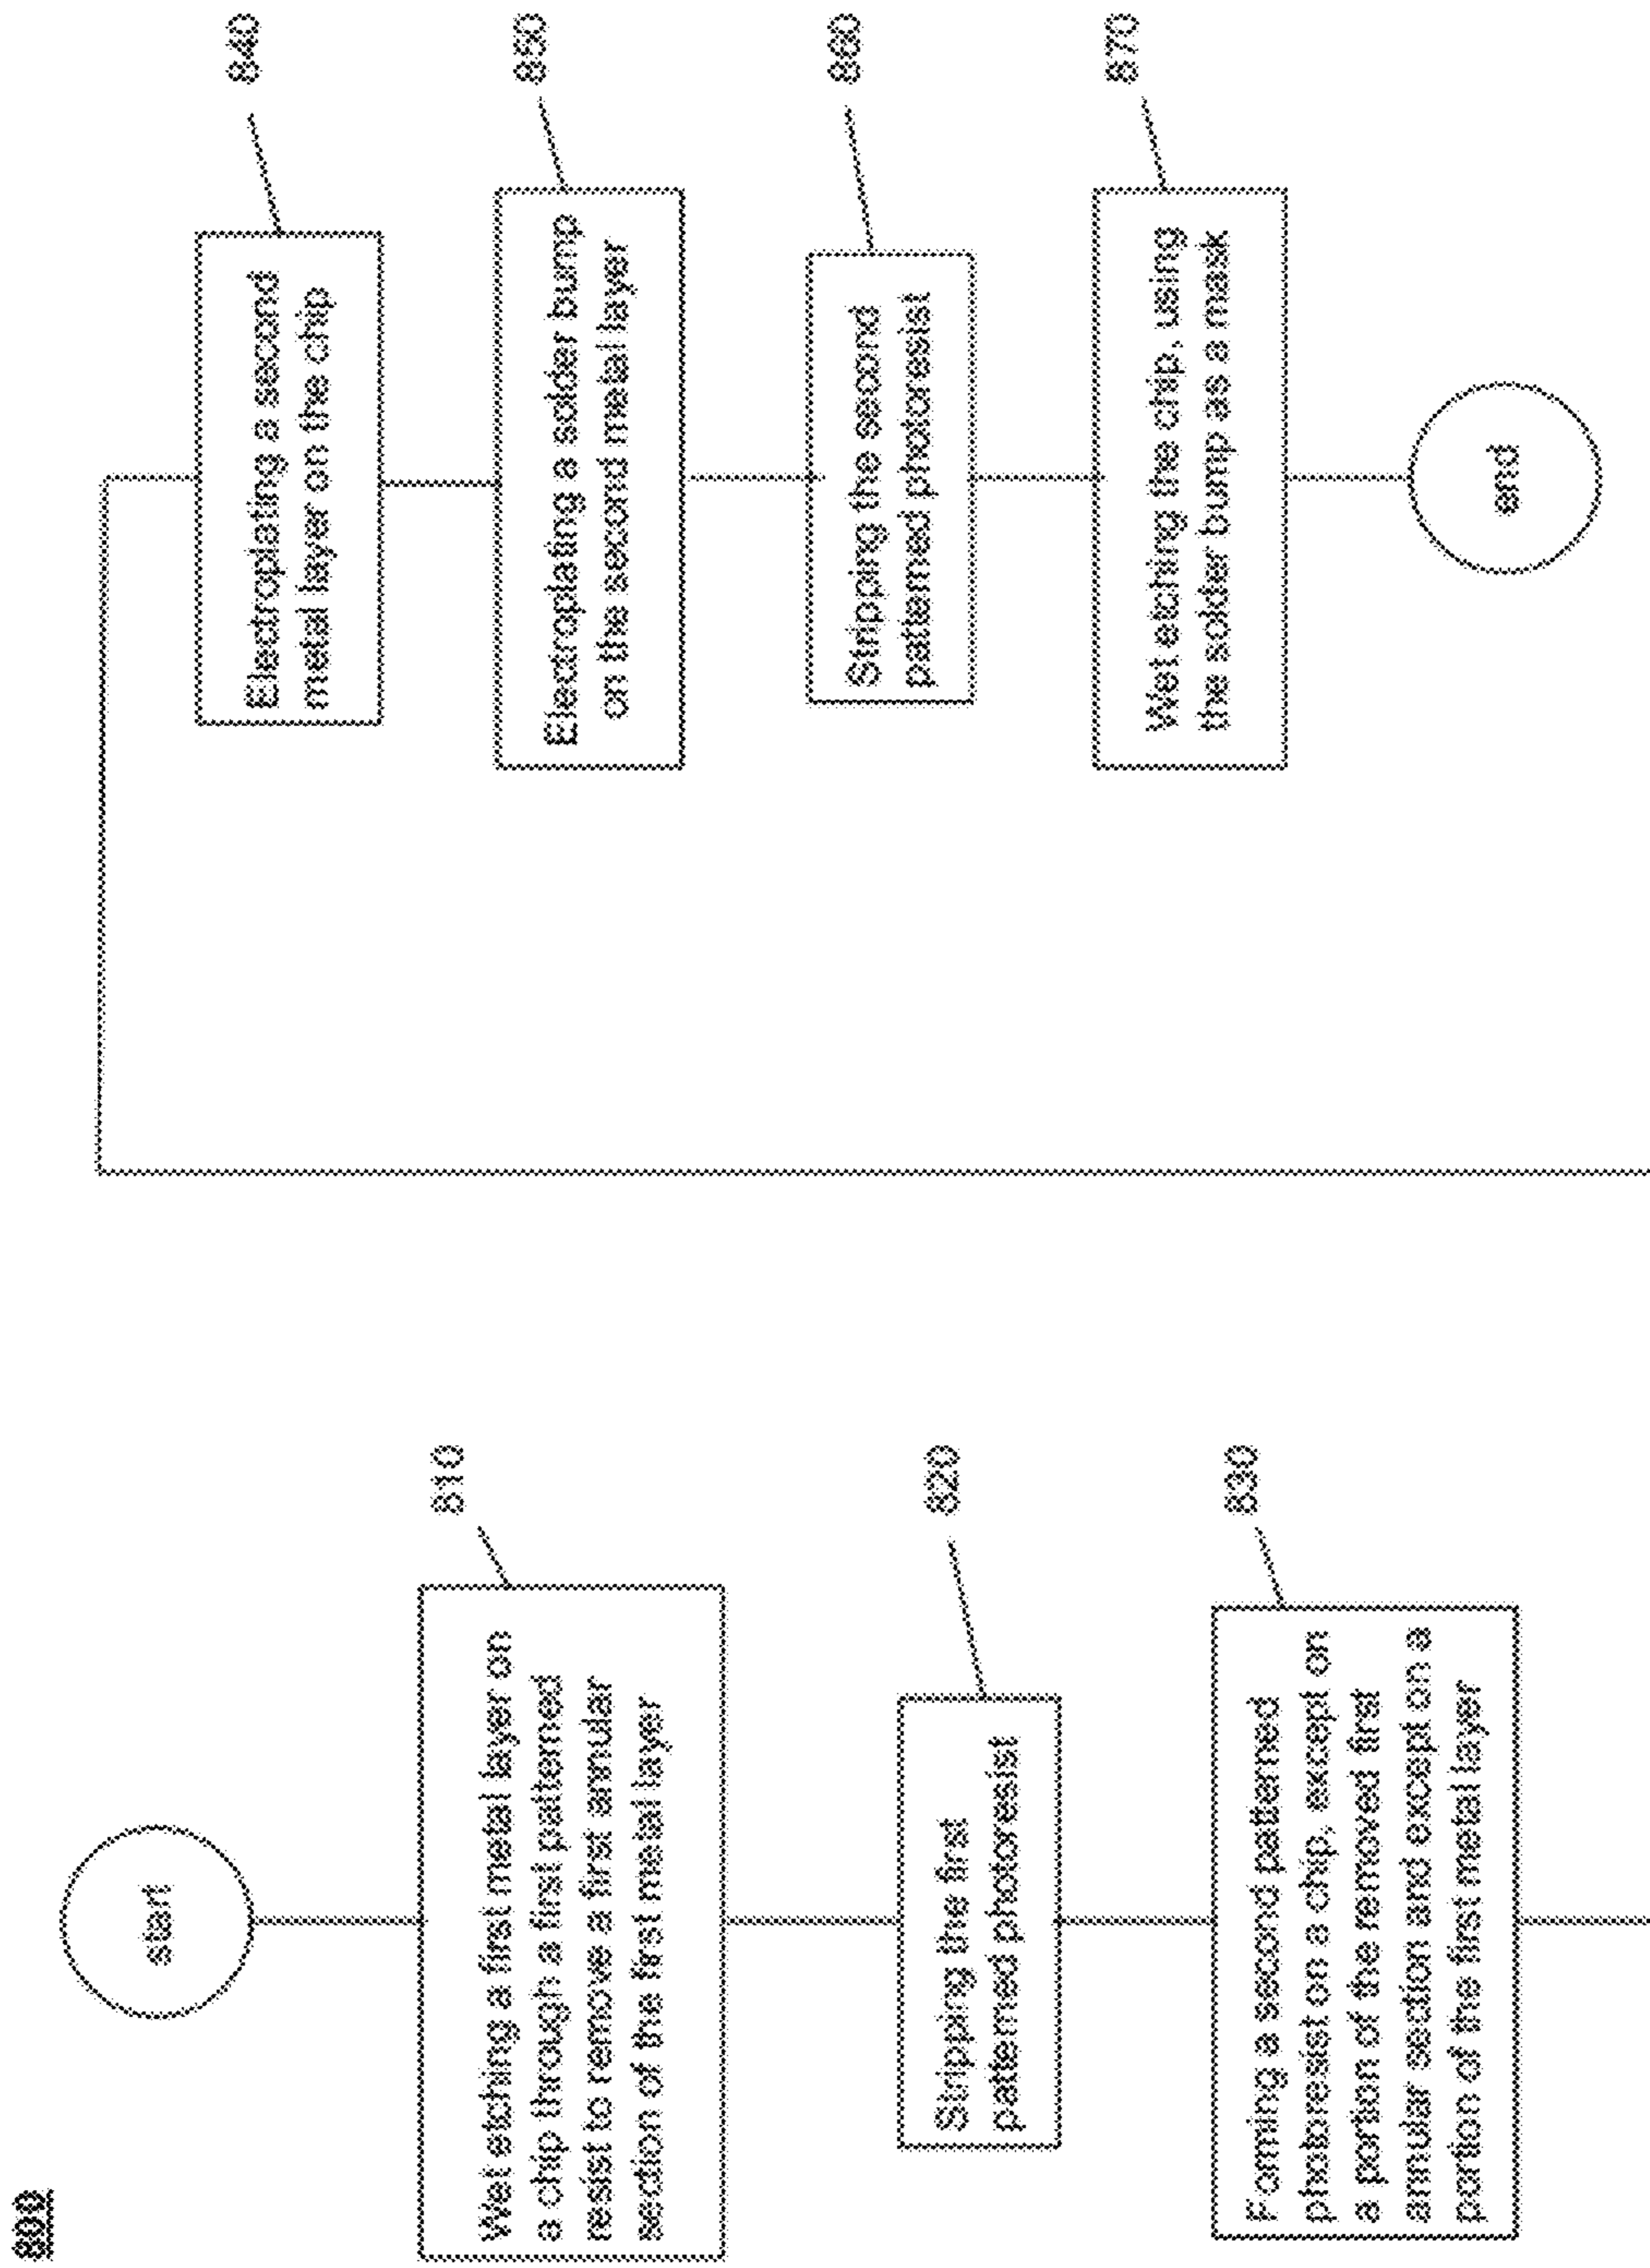 800
start
Wet etching a first metal layer on
a chip through a first patterned
resist to remove a first annular
section of the first metal layer
810
Stripping the first
patterned photoresist
820
Forming a second patterned
photoresist on a chip, except on
a portion of the removed first
annular section and except on a
portion of the first metal layer
830
Electroplating a second
metal layer on the chip
840
Electroplating a solder bump
on the second metal layer
850
Stripping the second
patterned photoresist
860
Wet etching the chip, using
the solder bump as a mask
870
end